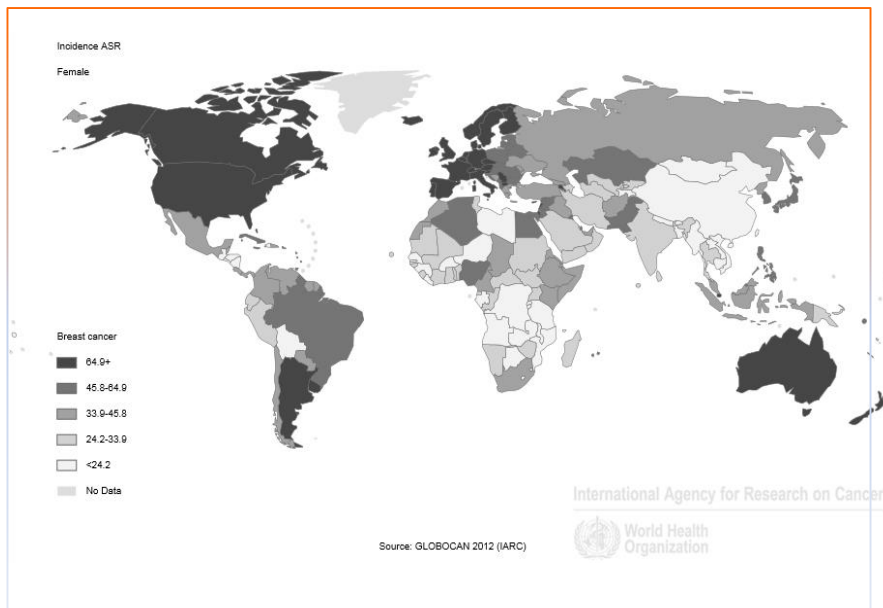 Incidence ASR
Female
Breast cancer
64.9+
45.8-64.9
33.9-45.8
24.2-33.9
<24.2
No Data
International Agency for Research on Cancer
World Health
Organization
Source: GLOBOCAN 2012 (IARC)